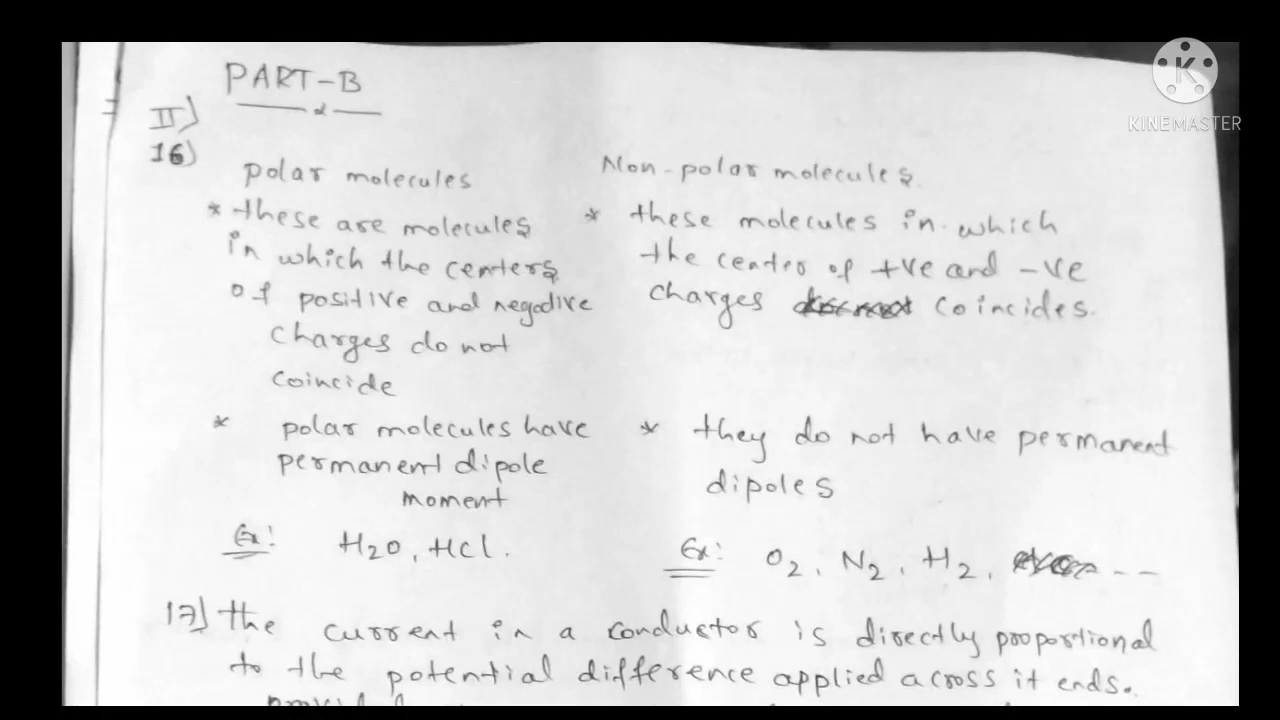 PART-B
II)
16)
polar molecules
* these are molecules
in which the centers
of positive and negative
charges do not
coincide
* polar molecules have
permanent dipole
moment
Ex: H2O, HCl.
Non-polar molecules.
* these molecules in which
the center of +ve and -ve
charges coincides.
* they do not have permanent
dipoles
Ex: O2, N2, H2, ---
17) the current in a conductor is directly proportional
to the potential difference applied across it ends.
K
KINEMASTER